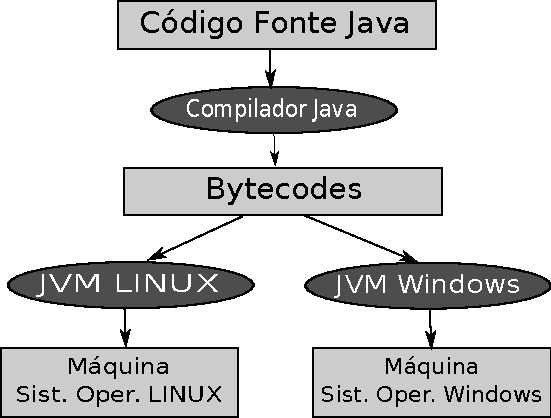 Código Fonte Java
Compilador Java
Bytecodes
JVM LINUX
JVM Windows
Máquina
Sist. Oper. LINUX
Máquina
Sist. Oper. Windows